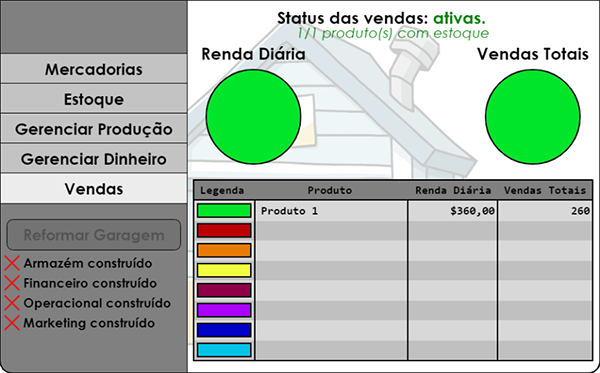 Status das vendas: ativas.
1/1 produto(s) com estoque
Renda Diária
Vendas Totais
Mercadorias
Estoque
Gerenciar Produção
Gerenciar Dinheiro
Vendas
Reformar Garagem
Armazém construído
Financeiro construído
Operacional construído
Marketing construído
Legenda Produto Renda Diária Vendas Totais
Produto 1 $360,00 260